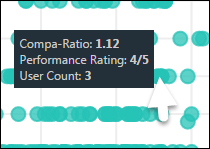 Compa-Ratio: 1.12
Performance Rating: 4/5
User Count: 3